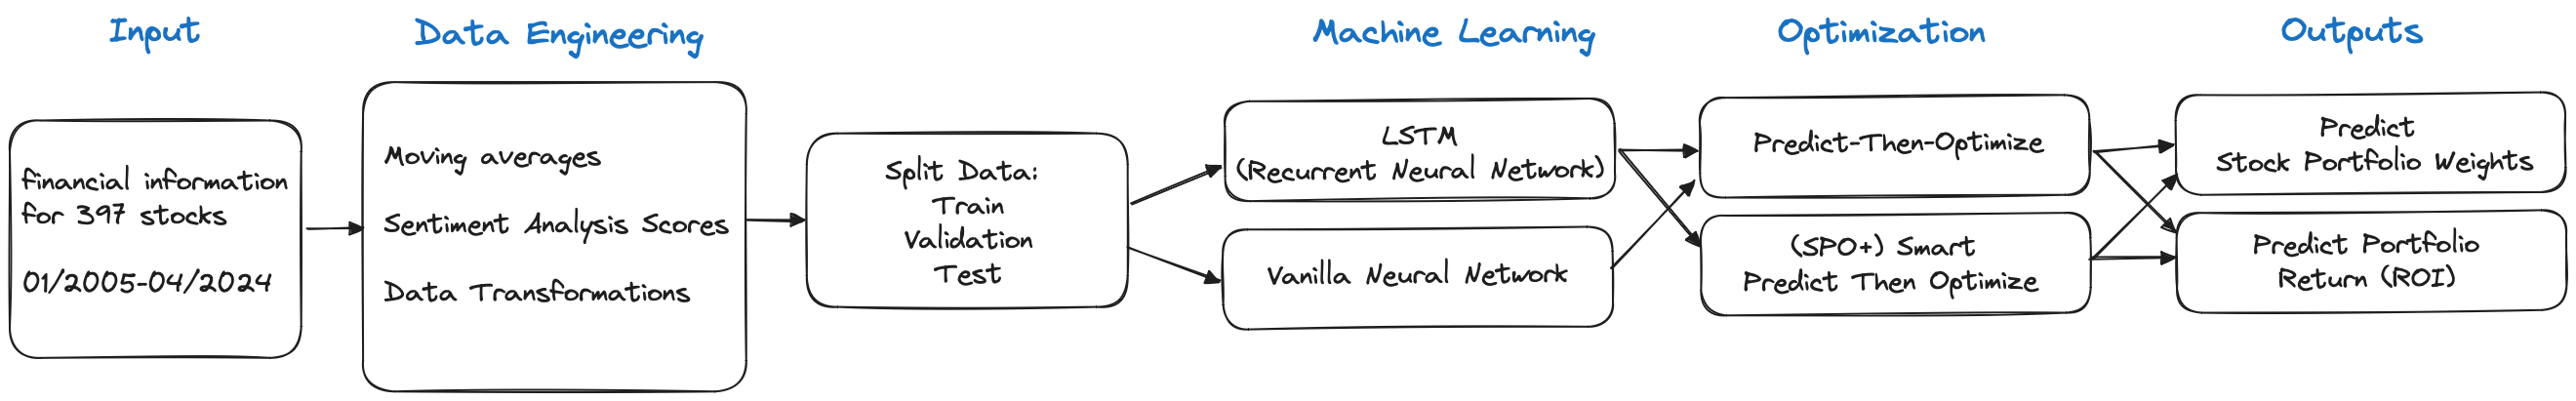 Input
Data Engineering
Machine Learning
Optimization
Outputs
financial information
for 397 stocks
01/2005-04/2024
Moving averages
Sentiment Analysis Scores
Data Transformations
Split Data:
Train
Validation
Test
LSTM
(Recurrent Neural Network)
Vanilla Neural Network
Predict-Then-Optimize
(SPO+) Smart
Predict Then Optimize
Predict
Stock Portfolio Weights
Predict Portfolio
Return (ROI)